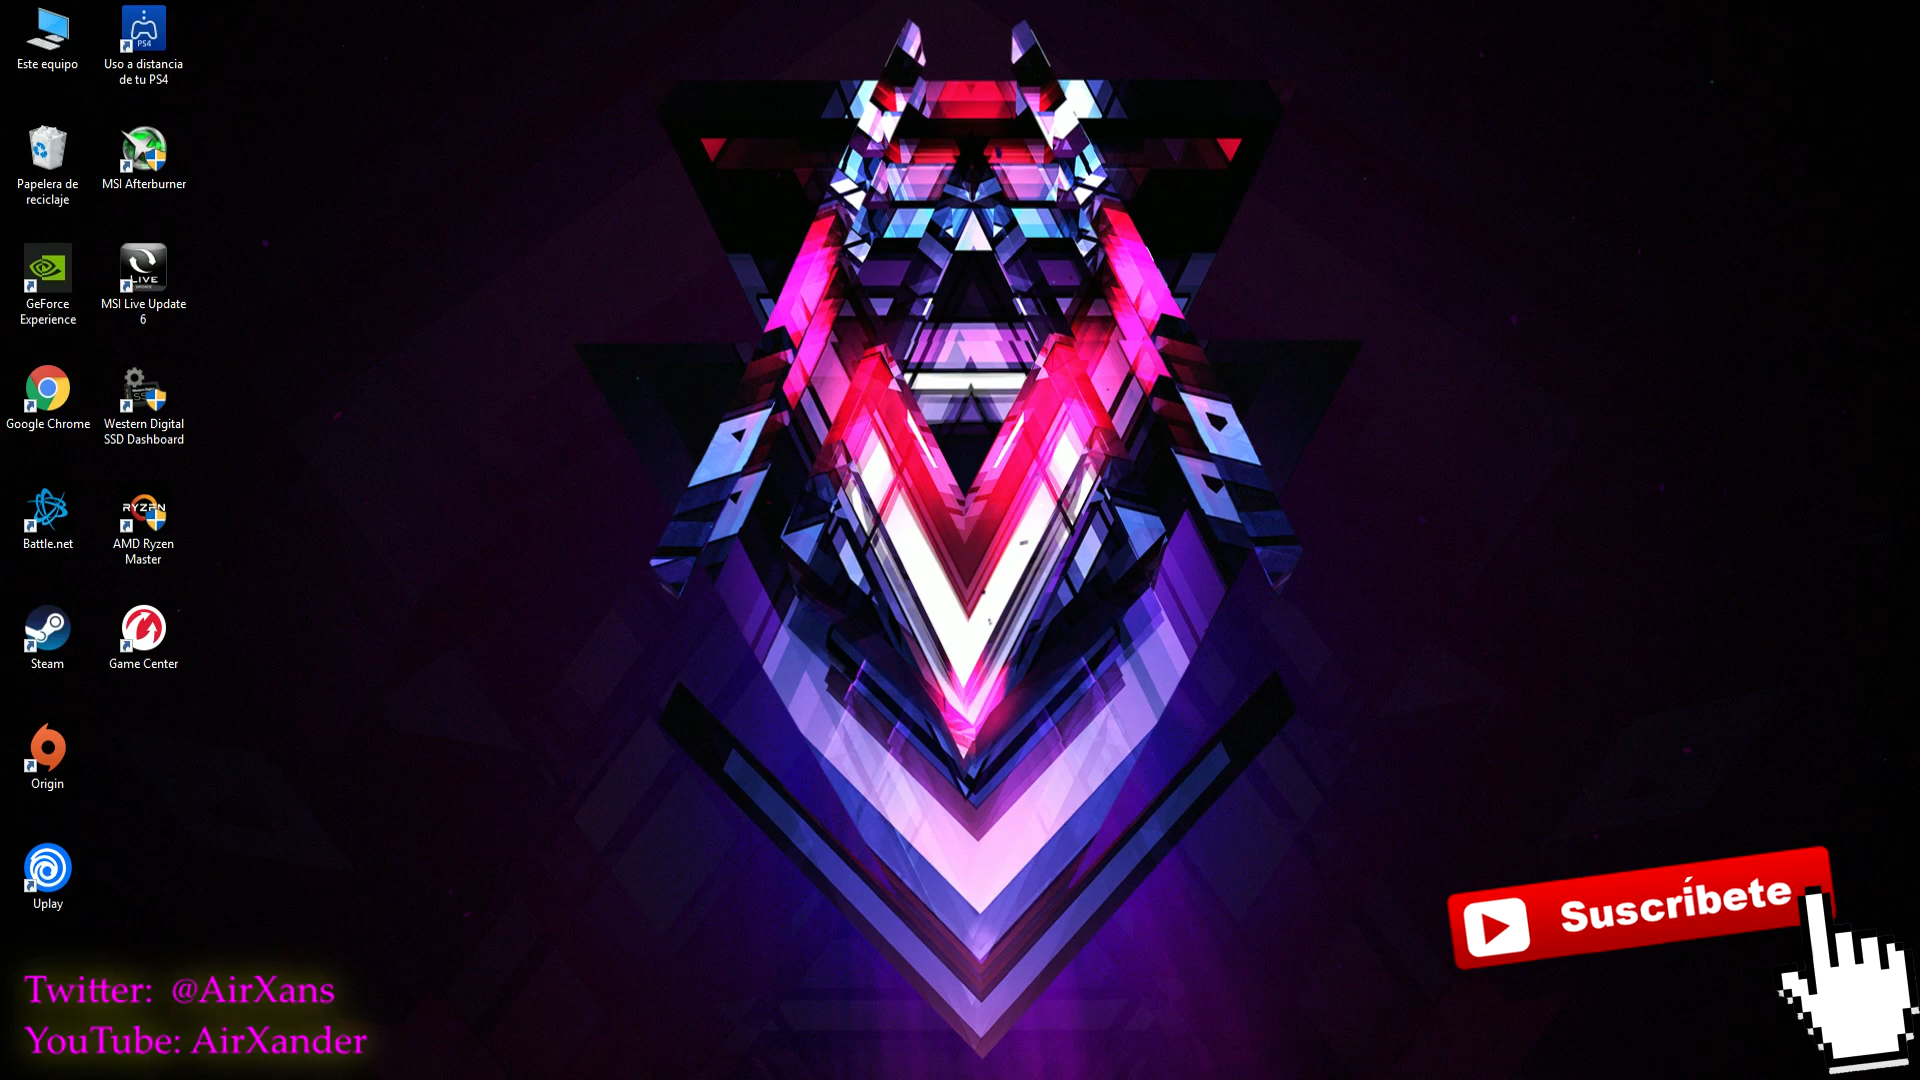 Este equipo
Uso a distancia
de tu PS4
PS4
Papelera de
reciclaje
MSI Afterburner
GeForce
Experience
LIVE
UPDATE
MSI Live Update
6
Google Chrome
Western Digital
SSD Dashboard
Battle.net
RYZEN
AMD Ryzen
Master
Steam
Game Center
Origin
Uplay
Suscríbete
Twitter: @AirXans
YouTube: AirXander